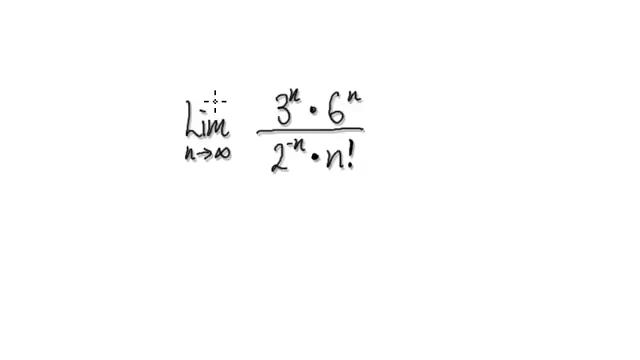 Lim n→∞ 3^n · 6^n / 2^-n · n!